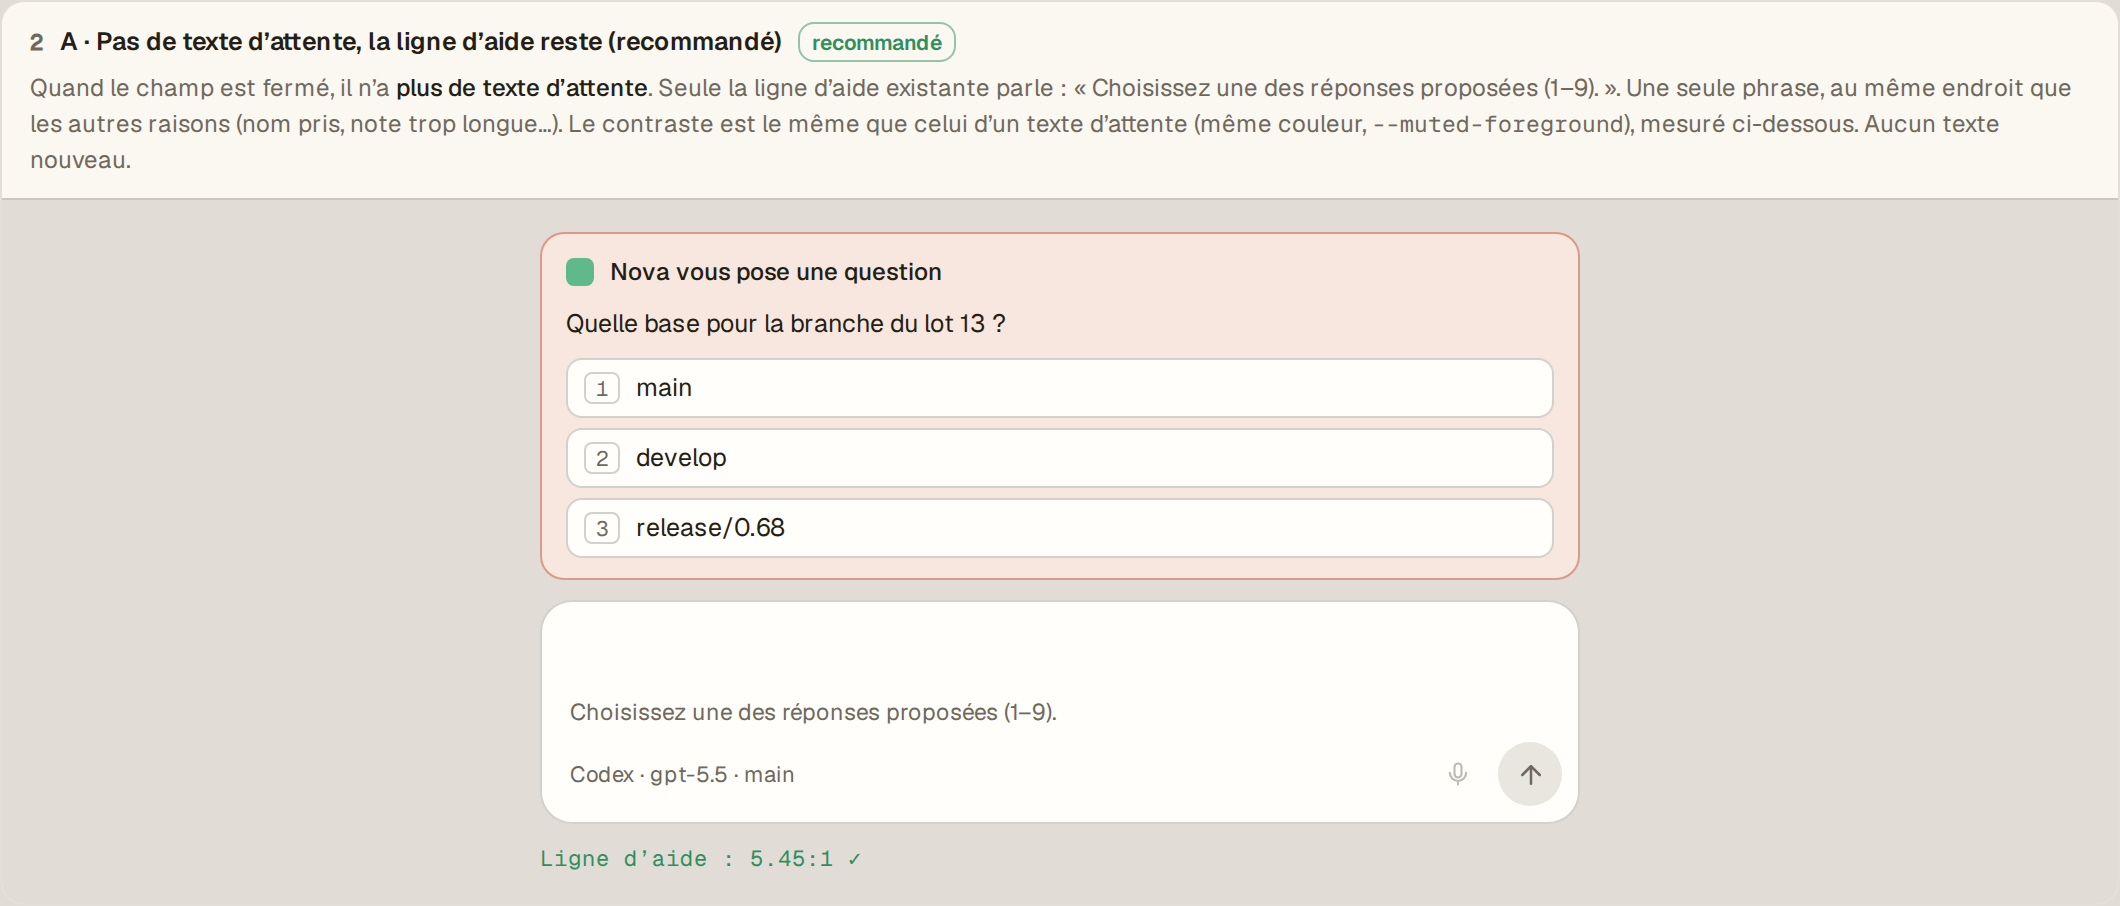 2 A · Pas de texte d’attente, la ligne d’aide reste (recommandé) recommandé
Quand le champ est fermé, il n’a plus de texte d’attente. Seule la ligne d’aide existante parle : « Choisissez une des réponses proposées (1–9). ». Une seule phrase, au même endroit que
les autres raisons (nom pris, note trop longue…). Le contraste est le même que celui d’un texte d’attente (même couleur, --muted-foreground), mesuré ci-dessous. Aucun texte
nouveau.
Nova vous pose une question
Quelle base pour la branche du lot 13 ?
1 main
2 develop
3 release/0.68
Choisissez une des réponses proposées (1–9).
Codex · gpt-5.5 · main
Ligne d’aide : 5.45:1 ✓